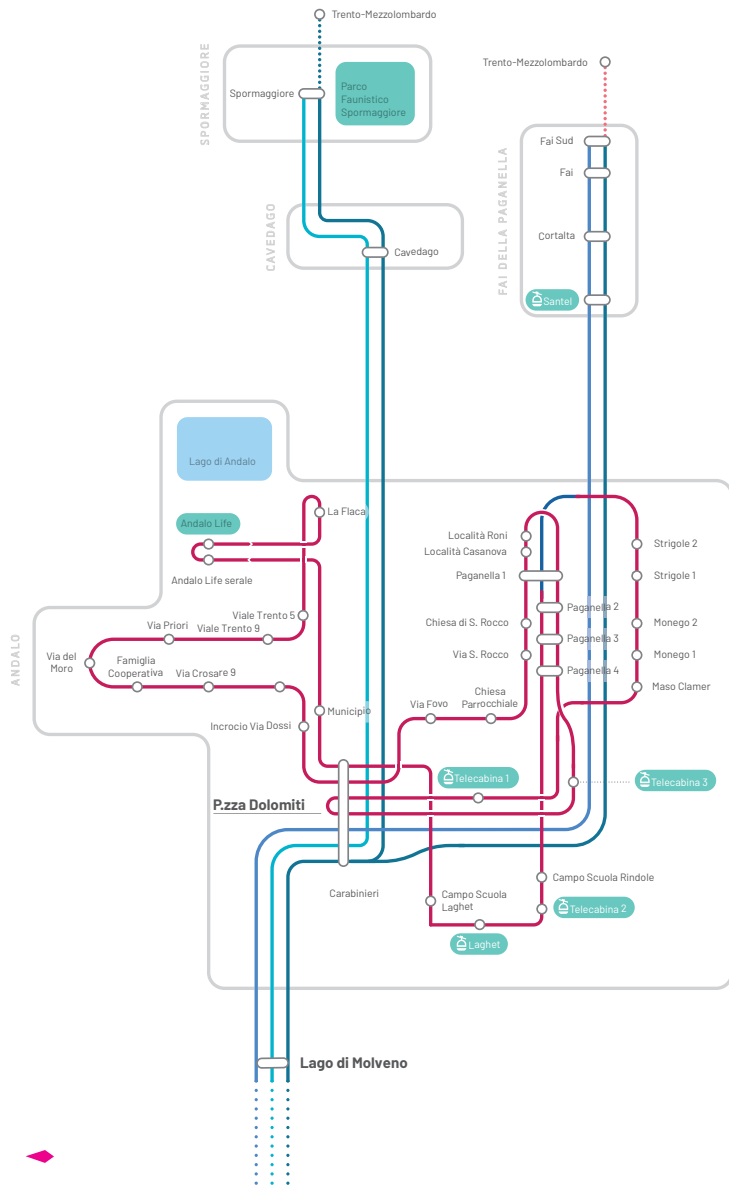 Trento-Mezzolombardo
SPORMAGGIORE
Spormaggiore
Parco
Faunistico
Spormaggiore
Trento-Mezzolombardo
FAI DELLA PAGANELLA
Fai Sud
Fai
Cortalta
Santel
CAVEDAGO
Cavedago
ANDALO
Lago di Andalo
La Flaca
Andalo Life
Andalo Life serale
Viale Trento 5
Via Priori
Viale Trento 9
Via del
Moro
Famiglia
Cooperativa
Via Crosare 9
Incrocio Via Dossi
Municipio
Località Roni
Località Casanova
Paganella 1
Paganella 2
Chiesa di S. Rocco
Paganella 3
Via S. Rocco
Paganella 4
Chiesa
Parrocchiale
Via Fovo
Strigole 2
Strigole 1
Monego 2
Monego 1
Maso Clamer
Telecabina 1
Telecabina 3
P.zza Dolomiti
Carabinieri
Campo Scuola
Laghet
Campo Scuola Rindole
Telecabina 2
Laghet
Lago di Molveno